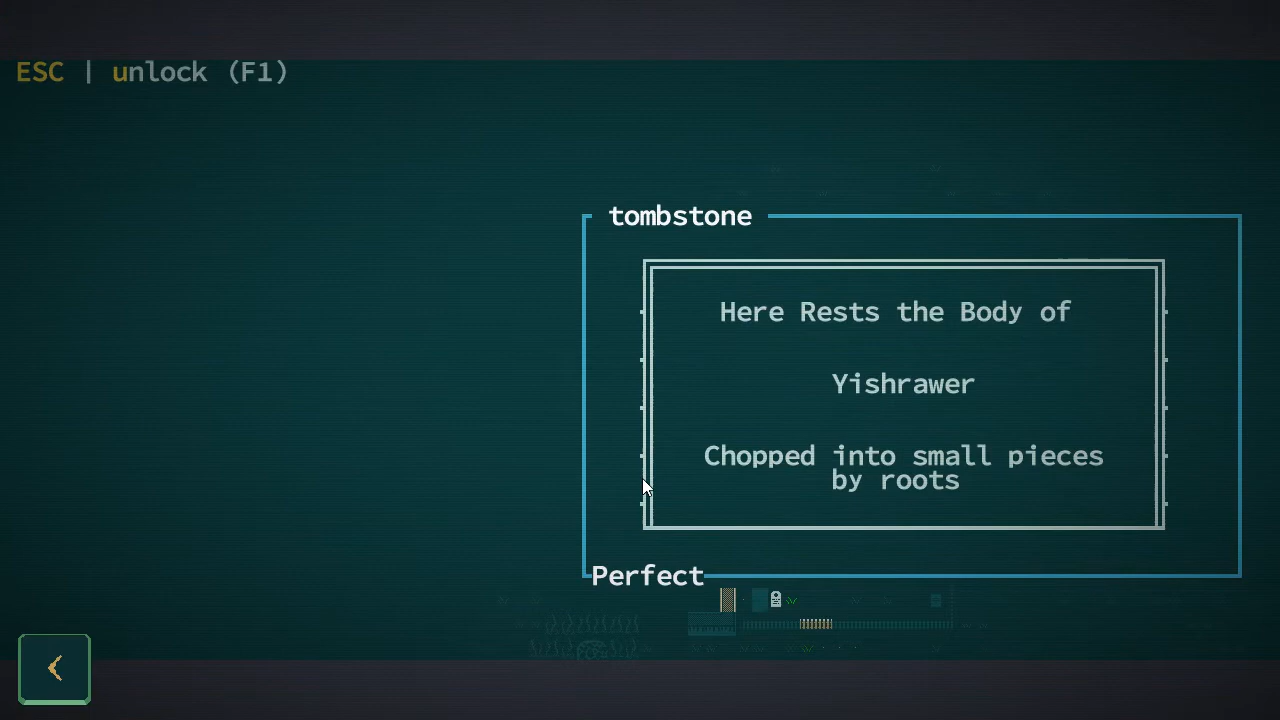 ESC | unlock (F1)
tombstone
Here Rests the Body of
Yishrawer
Chopped into small pieces
by roots
Perfect